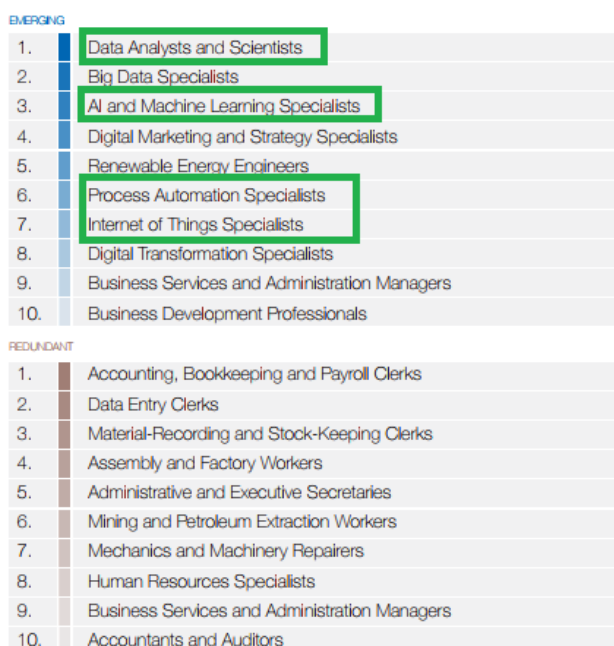 EMERGING
1. Data Analysts and Scientists
2. Big Data Specialists
3. AI and Machine Learning Specialists
4. Digital Marketing and Strategy Specialists
5. Renewable Energy Engineers
6. Process Automation Specialists
7. Internet of Things Specialists
8. Digital Transformation Specialists
9. Business Services and Administration Managers
10. Business Development Professionals
REDUNDANT
1. Accounting, Bookkeeping and Payroll Clerks
2. Data Entry Clerks
3. Material-Recording and Stock-Keeping Clerks
4. Assembly and Factory Workers
5. Administrative and Executive Secretaries
6. Mining and Petroleum Extraction Workers
7. Mechanics and Machinery Repairers
8. Human Resources Specialists
9. Business Services and Administration Managers
10. Accountants and Auditors